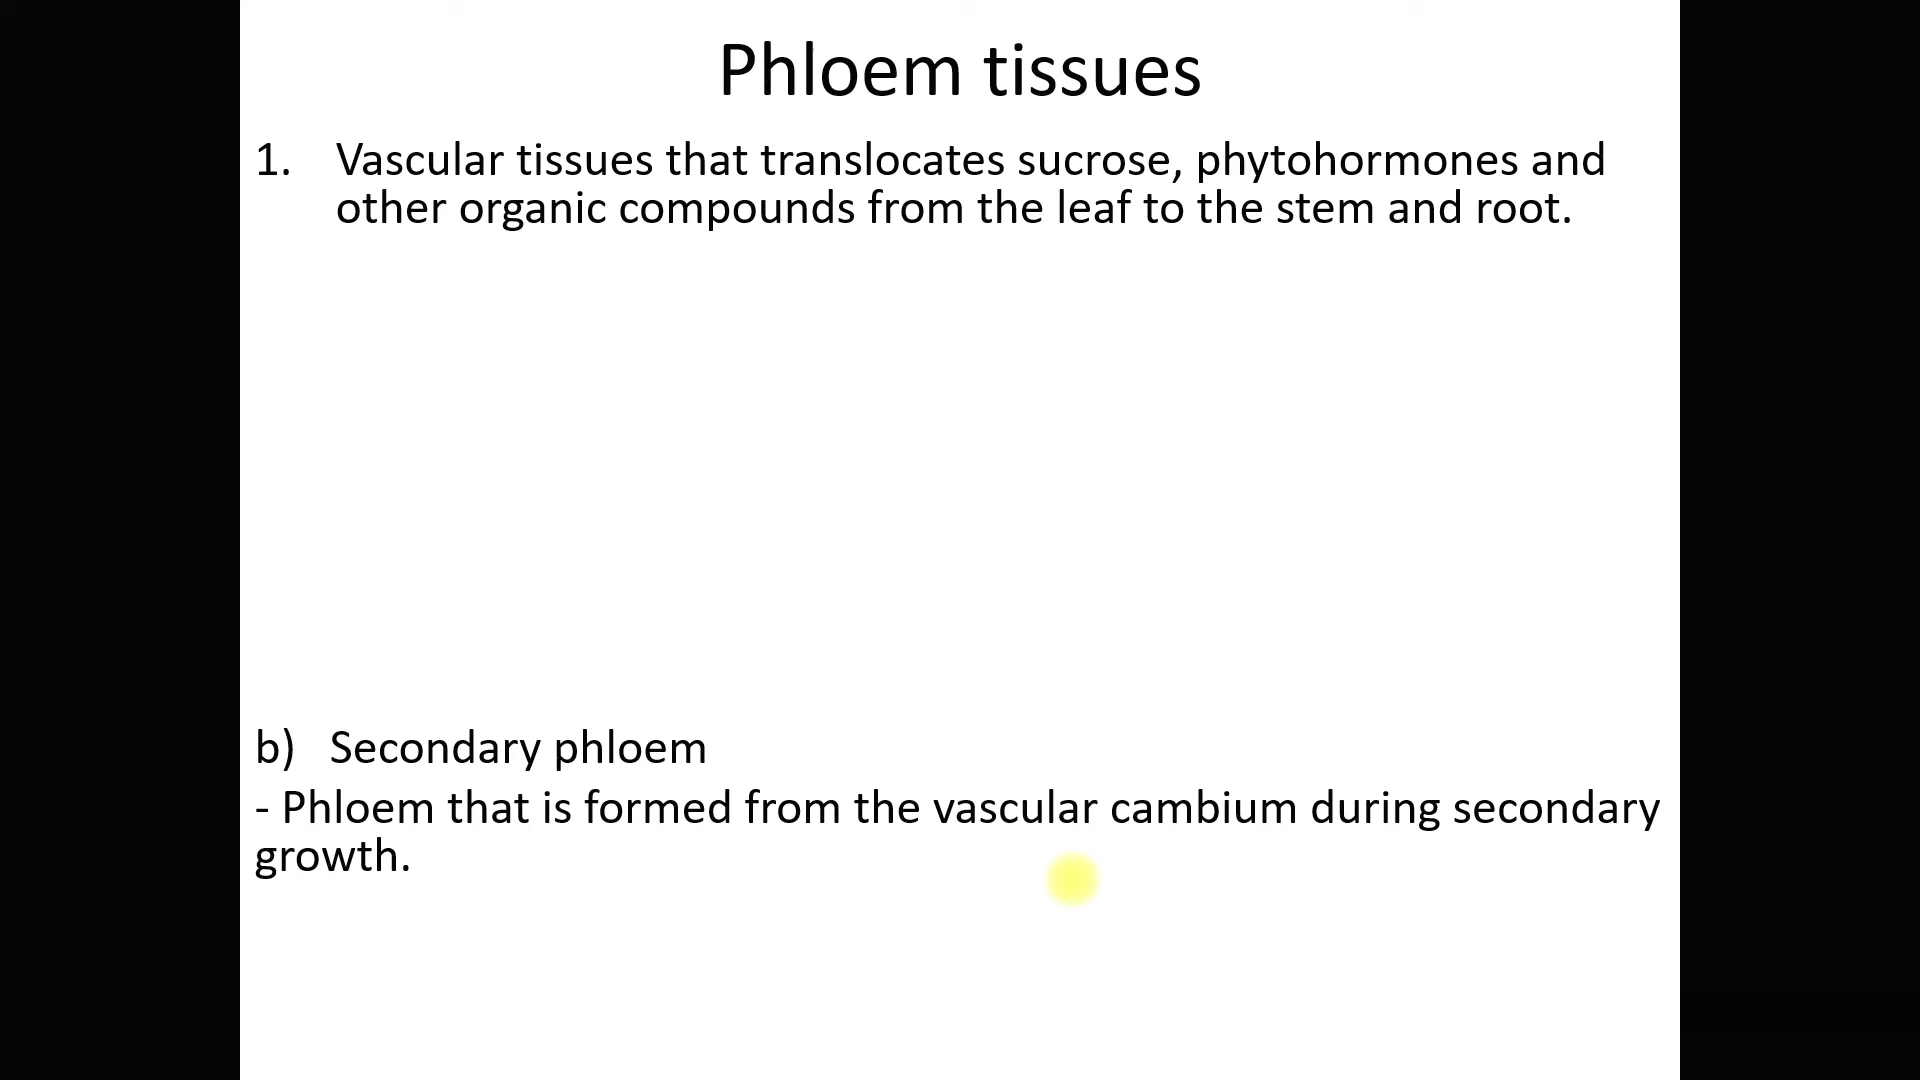 Phloem tissues
1. Vascular tissues that translocates sucrose, phytohormones and
other organic compounds from the leaf to the stem and root.
b) Secondary phloem
- Phloem that is formed from the vascular cambium during secondary
growth.